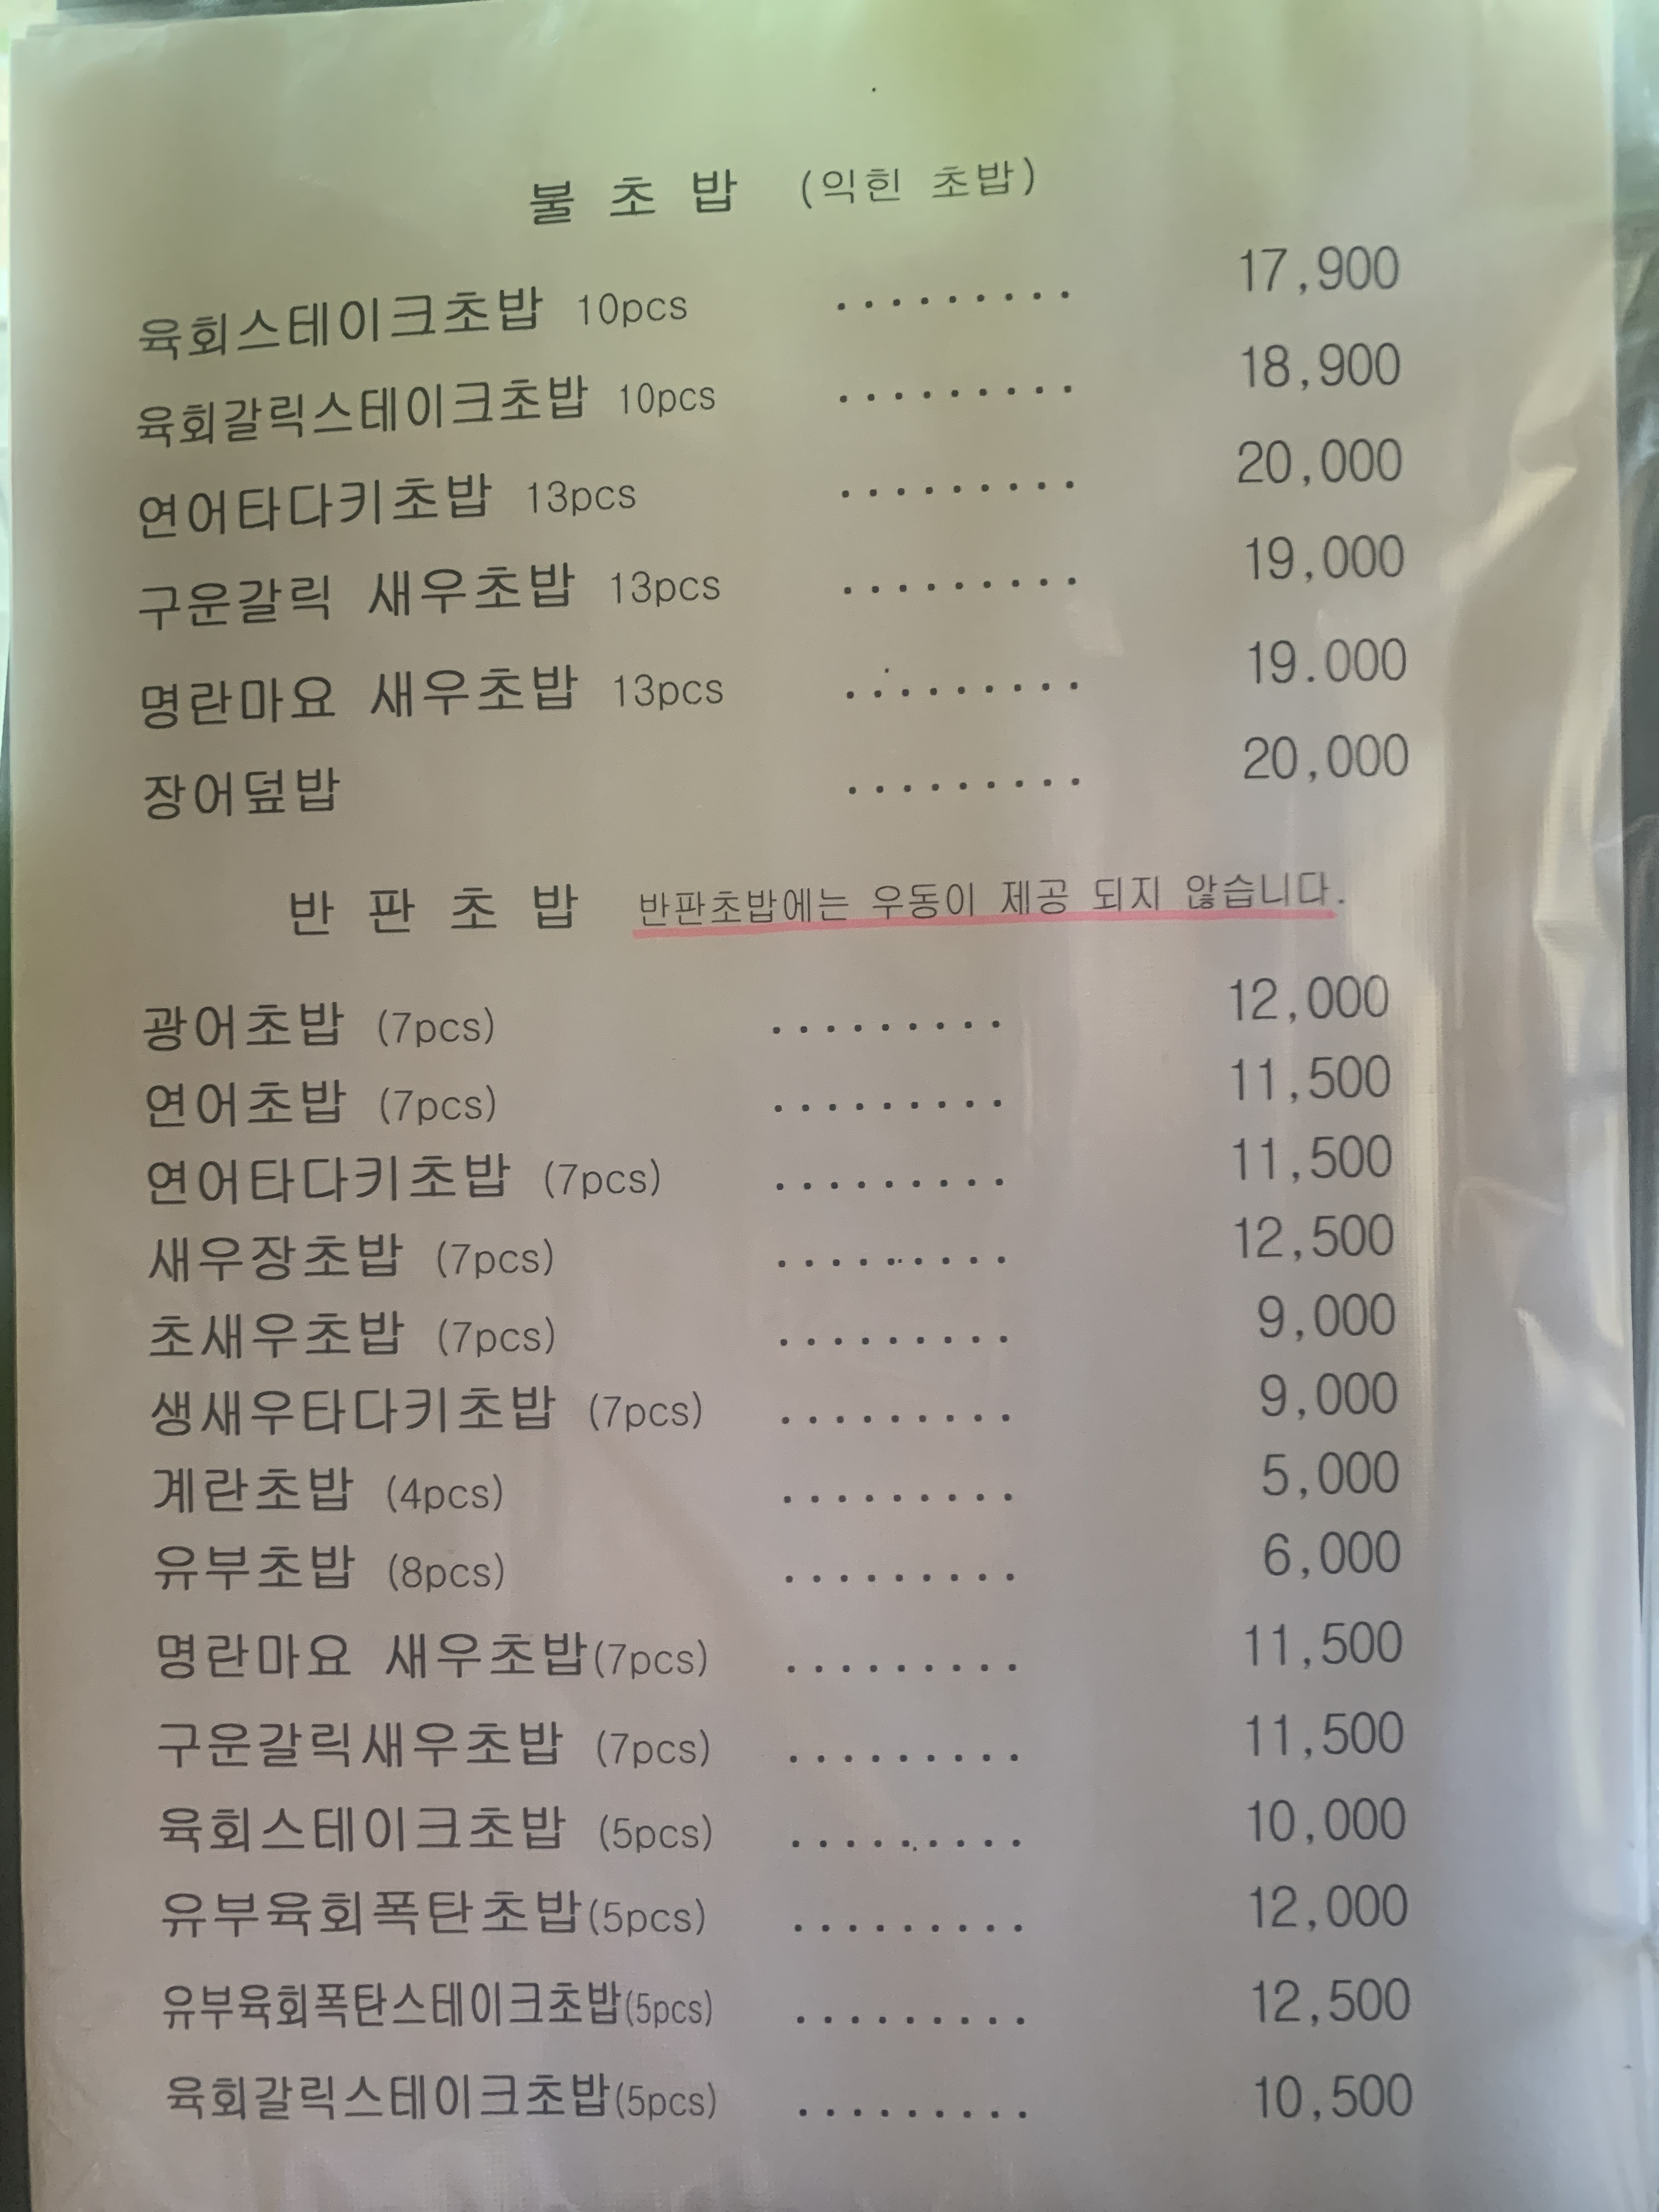 불 초 밥 (익힌 초밥)
육회스테이크초밥 10pcs ......... 17,900
육회갈릭스테이크초밥 10pcs ......... 18,900
연어타다키초밥 13pcs ......... 20,000
구운갈릭 새우초밥 13pcs ......... 19,000
명란마요 새우초밥 13pcs ......... 19.000
장어덮밥 ......... 20,000
반 판 초 밥 반판초밥에는 우동이 제공 되지 않습니다.
광어초밥 (7pcs) ......... 12,000
연어초밥 (7pcs) ......... 11,500
연어타다키초밥 (7pcs) ......... 11,500
새우장초밥 (7pcs) ......... 12,500
초새우초밥 (7pcs) ......... 9,000
생새우타다키초밥 (7pcs) ......... 9,000
계란초밥 (4pcs) ......... 5,000
유부초밥 (8pcs) ......... 6,000
명란마요 새우초밥(7pcs) ......... 11,500
구운갈릭새우초밥 (7pcs) ......... 11,500
육회스테이크초밥 (5pcs) ......... 10,000
유부육회폭탄초밥(5pcs) ......... 12,000
유부육회폭탄스테이크초밥(5pcs) ......... 12,500
육회갈릭스테이크초밥(5pcs) ......... 10,500